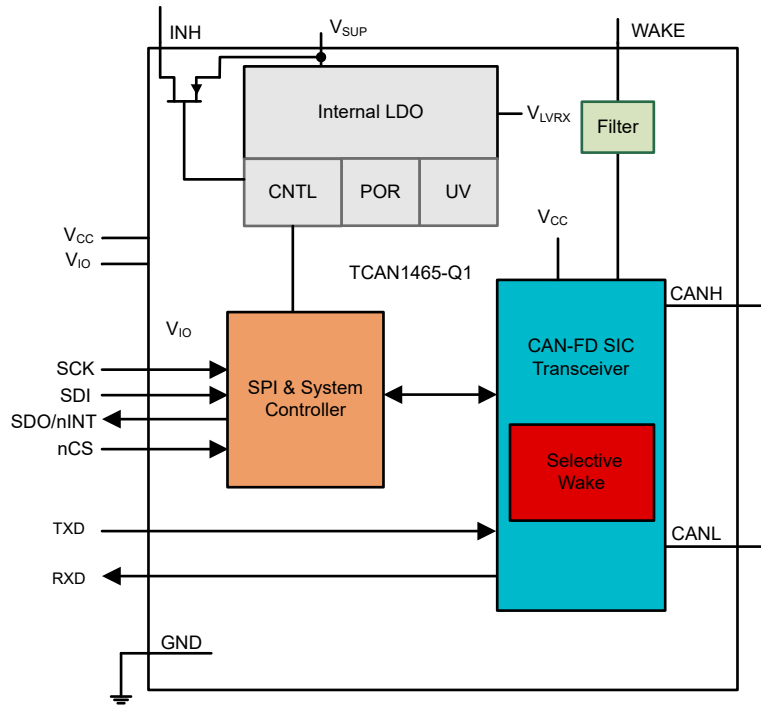 INH
VSUP
WAKE
Internal LDO
VLVRX
Filter
CNTL
POR
UV
VCC
VCC
VIO
TCAN1465-Q1
CANH
VIO
CAN-FD SIC
Transceiver
SCK
SDI
SPI & System
Controller
SDO/nINT
nCS
Selective
Wake
TXD
CANL
RXD
GND